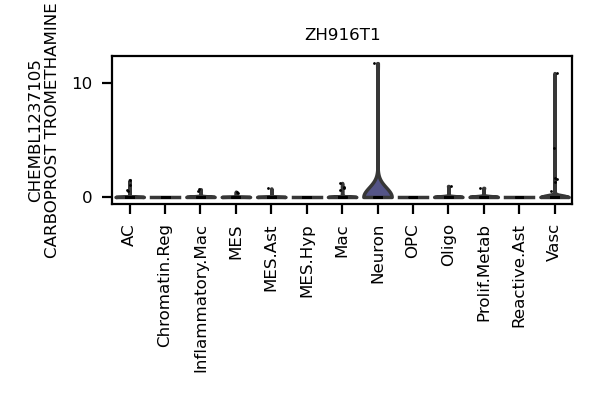 ZH916T1
CHEMBL1237105
CARBOPROST TROMETHAMINE
10
0
AC
Chromatin.Reg
Inflammatory.Mac
MES
MES.Ast
MES.Hyp
Mac
Neuron
OPC
Oligo
Prolif.Metab
Reactive.Ast
Vasc